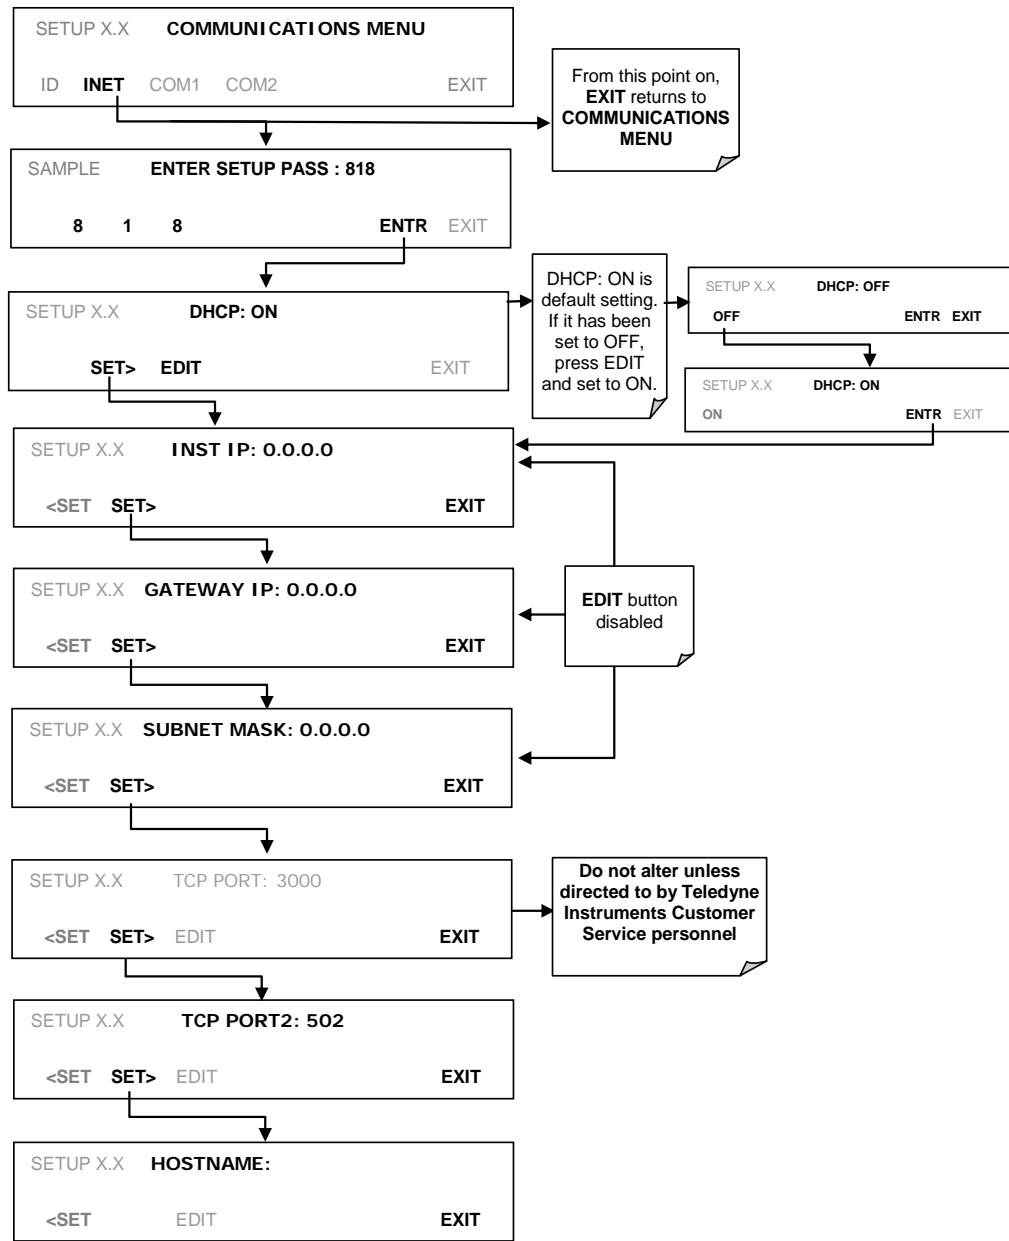 SETUP X.X COMMUNICATIONS MENU
ID INET COM1 COM2 EXIT
From this point on,
EXIT returns to
COMMUNICATIONS
MENU
SAMPLE ENTER SETUP PASS : 818
8 1 8 ENTR EXIT
SETUP X.X DHCP: ON
SET> EDIT EXIT
DHCP: ON is
default setting.
If it has been
set to OFF,
press EDIT
and set to ON.
SETUP X.X DHCP: OFF
OFF ENTR EXIT
SETUP X.X DHCP: ON
ON ENTR EXIT
SETUP X.X INST IP: 0.0.0.0
<SET SET> EXIT
SETUP X.X GATEWAY IP: 0.0.0.0
<SET SET> EXIT
EDIT button
disabled
SETUP X.X SUBNET MASK: 0.0.0.0
<SET SET> EXIT
SETUP X.X TCP PORT: 3000
<SET SET> EDIT EXIT
Do not alter unless
directed to by Teledyne
Instruments Customer
Service personnel
SETUP X.X TCP PORT2: 502
<SET SET> EDIT EXIT
SETUP X.X HOSTNAME:
<SET EDIT EXIT